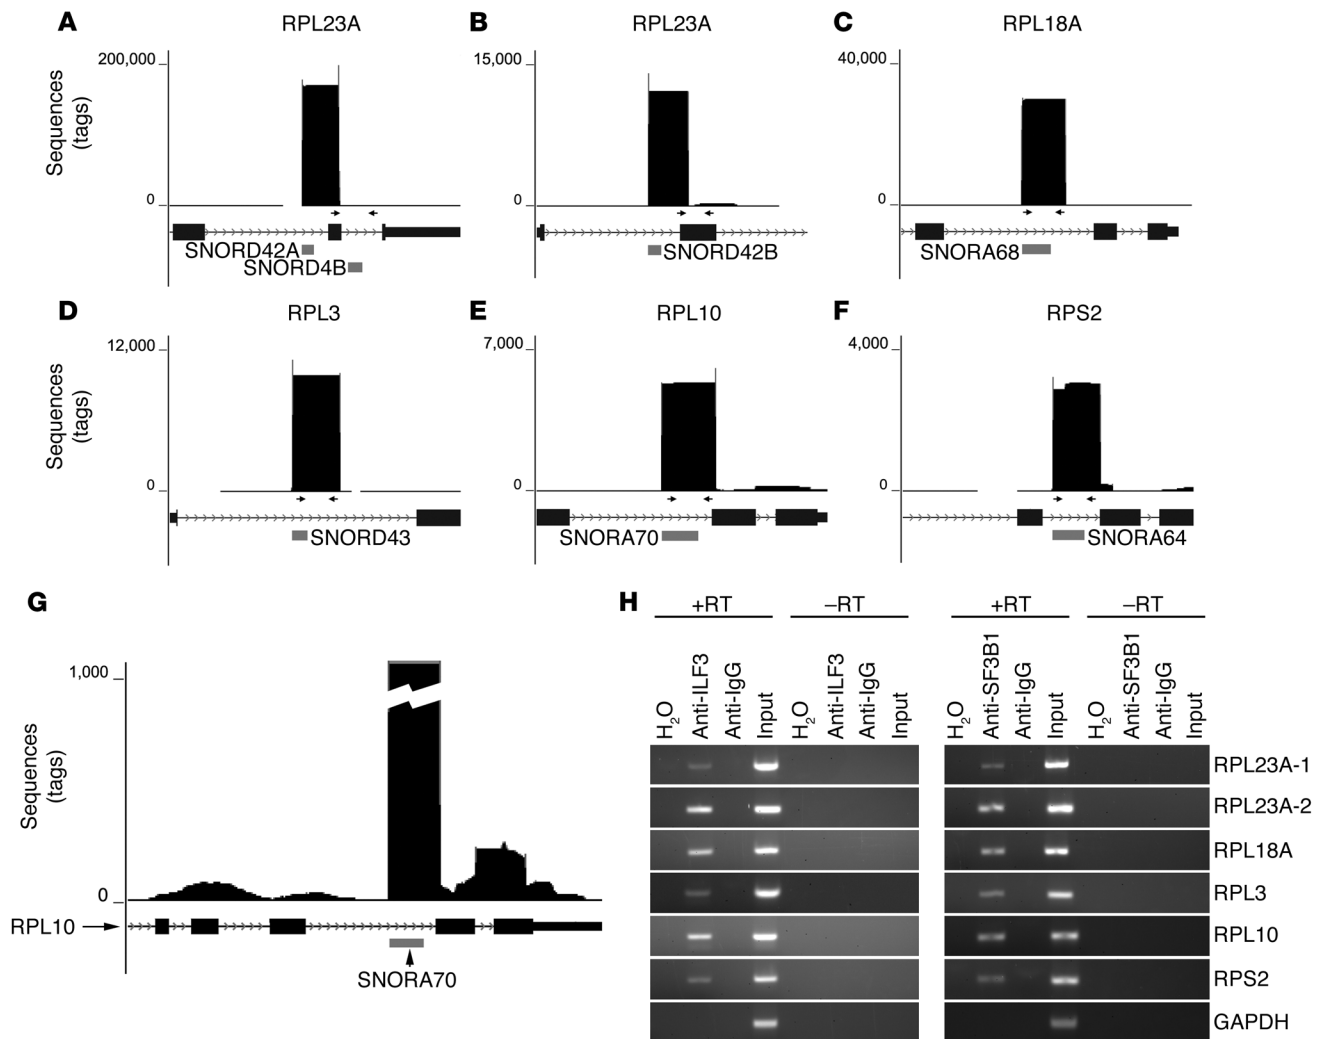 A RPL23A
200,000
Sequences
(tags)
0
SNORD42A
SNORD4B
B RPL23A
15,000
0
SNORD42B
C RPL18A
40,000
0
SNORA68
D RPL3
12,000
Sequences
(tags)
0
SNORD43
E RPL10
7,000
0
SNORA70
F RPS2
4,000
0
SNORA64
G
1,000
Sequences
(tags)
0
RPL10
SNORA70
H
+RT –RT +RT –RT
H2O Anti-ILF3 Anti-IgG Input H2O Anti-ILF3 Anti-IgG Input H2O Anti-SF3B1 Anti-IgG Input H2O Anti-SF3B1 Anti-IgG Input
RPL23A-1
RPL23A-2
RPL18A
RPL3
RPL10
RPS2
GAPDH